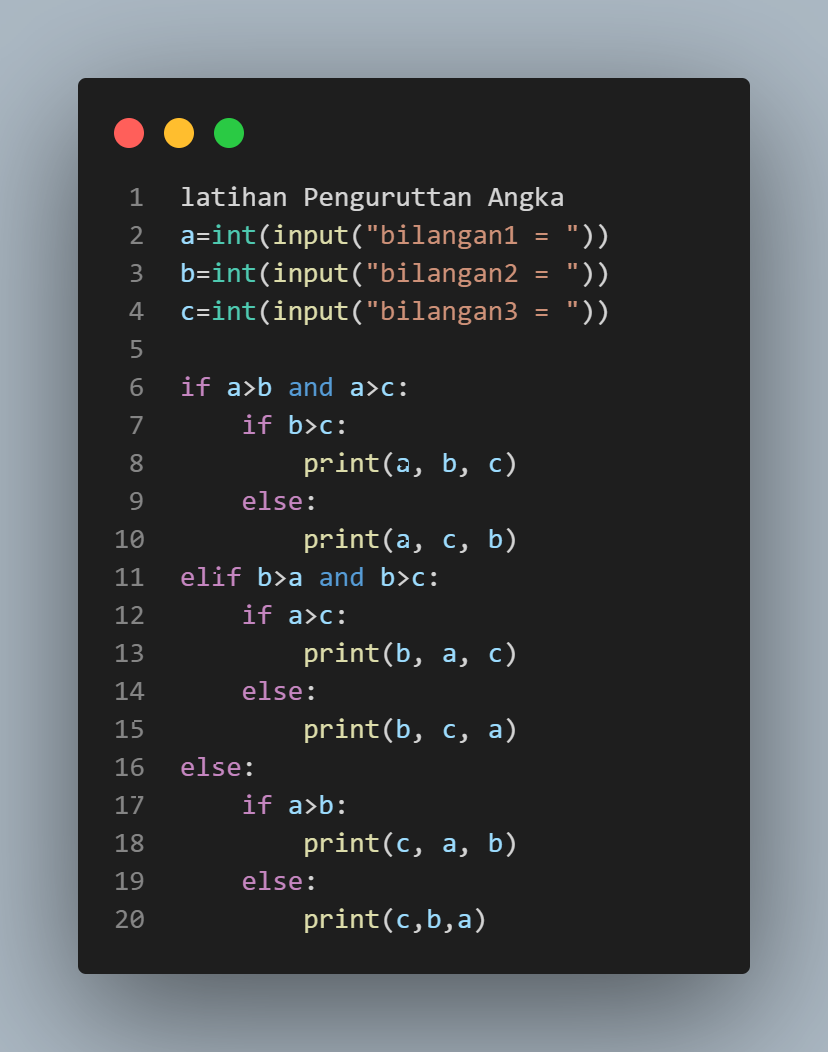 1 latihan Penguruttan Angka
2 a=int(input("bilangan1 = "))
3 b=int(input("bilangan2 = "))
4 c=int(input("bilangan3 = "))
5
6 if a>b and a>c:
7     if b>c:
8         print(a, b, c)
9     else:
10         print(a, c, b)
11 elif b>a and b>c:
12     if a>c:
13         print(b, a, c)
14     else:
15         print(b, c, a)
16 else:
17     if a>b:
18         print(c, a, b)
19     else:
20         print(c,b,a)